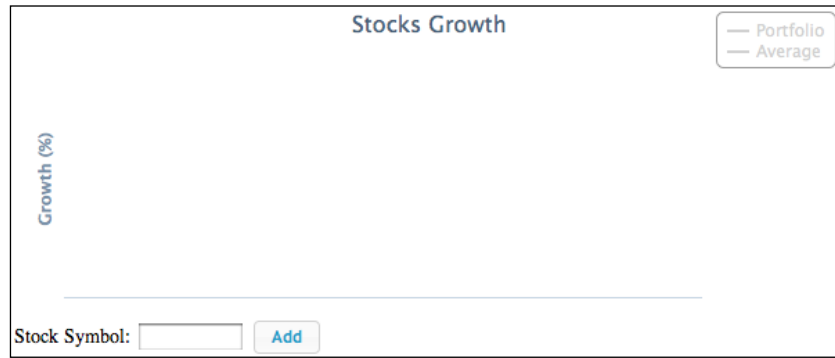 Stocks Growth
Portfolio
Average
Growth (%)
Stock Symbol:
Add